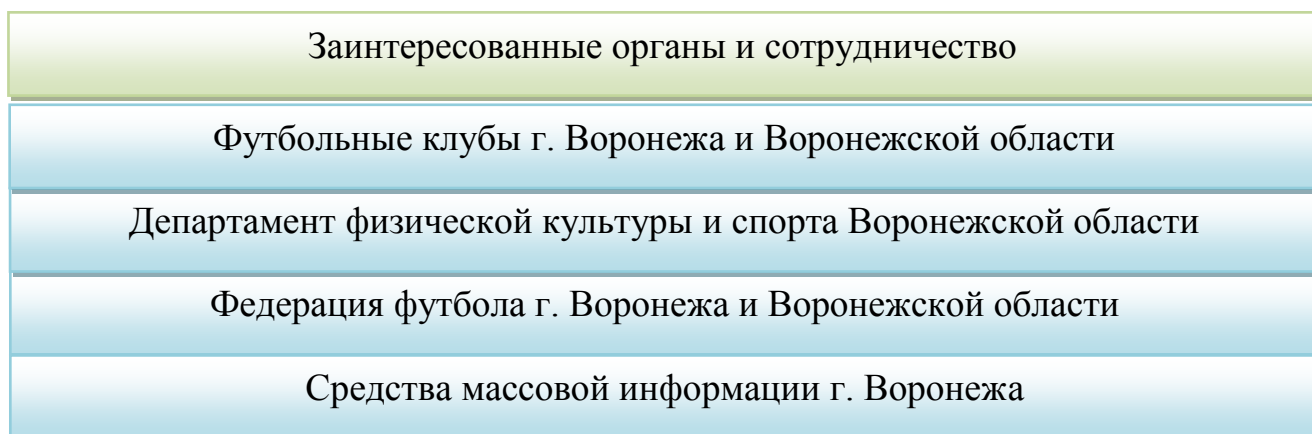 Заинтересованные органы и сотрудничество
Футбольные клубы г. Воронежа и Воронежской области
Департамент физической культуры и спорта Воронежской области
Федерация футбола г. Воронежа и Воронежской области
Средства массовой информации г. Воронежа